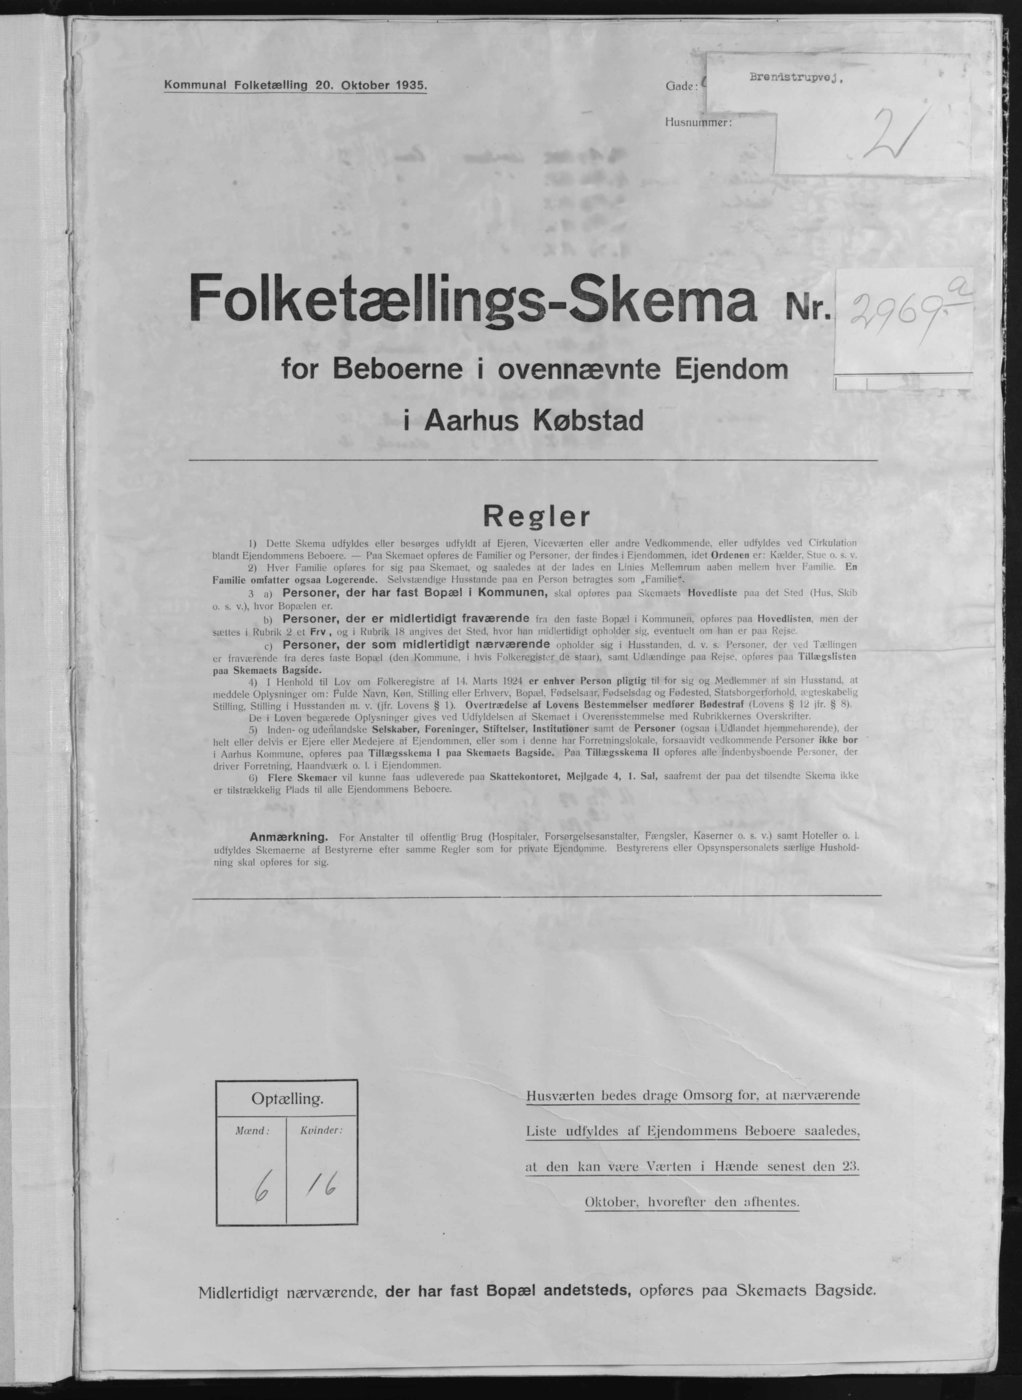 Kommunal Folketælling 20. Oktober 1935.
Gade:
Brendstrupvej,
Husnummer:
2
Folketællings-Skema Nr. 2969a
for Beboerne i ovennævnte Ejendom
i Aarhus Købstad
Regler
1) Dette Skema udfyldes eller besørges udfyldt af Ejeren, Viceværten eller andre Vedkommende, eller udfyldes ved Cirkulation
blandt Ejendommens Beboere. — Paa Skemaet opføres de Familier og Personer, der findes i Ejendommen, idet Ordenen er: Kælder, Stue o. s. v.
2) Hver Familie opføres for sig paa Skemaet, og saaledes at der lades en Linies Mellemrum aaben mellem hver Familie. En
Familie omfatter ogsaa Logerende. Selvstændige Husstande paa en Person betragtes som „Familie".
3 a) Personer, der har fast Bopæl i Kommunen, skal opføres paa Skemaets Hovedliste paa det Sted (Hus, Skib
o. s. v.), hvor Bopælen er.
b) Personer, der er midlertidigt fraværende fra den faste Bopæl i Kommunen, opføres paa Hovedlisten, men der
sættes i Rubrik 2 et Frv, og i Rubrik 18 angives det Sted, hvor han midlertidigt opholder sig, eventuelt om han er paa Rejse.
c) Personer, der som midlertidigt nærværende opholder sig i Husstanden, d. v. s. Personer, der ved Tællingen
er fraværende fra deres faste Bopæl (den Kommune, i hvis Folkeregister de staar), samt Udlændinge paa Rejse, opføres paa Tillægslisten
paa Skemaets Bagside.
4) I Henhold til Lov om Folkeregistre af 14. Marts 1924 er enhver Person pligtig til for sig og Medlemmer af sin Husstand, at
meddele Oplysninger om: Fulde Navn, Køn, Stilling eller Erhverv, Bopæl, Fødselsaar, Fødselsdag og Fødested, Statsborgerforhold, ægteskabelig
Stilling, Stilling i Husstanden m. v. (jfr. Lovens § 1). Overtrædelse af Lovens Bestemmelser medfører Bødestraf (Lovens § 12 jfr. § 8).
De i Loven begærede Oplysninger gives ved Udfyldelsen af Skemaet i Overensstemmelse med Rubrikkernes Overskrifter.
5) Inden- og udenlandske Selskaber, Foreninger, Stiftelser, Institutioner samt de Personer (ogsaa i Udlandet hjemmehørende), der
helt eller delvis er Ejere eller Medejere af Ejendommen, eller som i denne har Forretningslokale, forsaavidt vedkommende Personer ikke bor
i Aarhus Kommune, opføres paa Tillægsskema I paa Skemaets Bagside. Paa Tillægsskema II opføres alle indenbysboende Personer, der
driver Forretning, Haandværk o. l. i Ejendommen.
6) Flere Skemaer vil kunne faas udleverede paa Skattekontoret, Mejlgade 4, 1. Sal, saafremt der paa det tilsendte Skema ikke
er tilstrækkelig Plads til alle Ejendommens Beboere.
Anmærkning. For Anstalter til offentlig Brug (Hospitaler, Forsørgelsesanstalter, Fængsler, Kaserner o. s. v.) samt Hoteller o. l.
udfyldes Skemaerne af Bestyrerne efter samme Regler som for private Ejendomme. Bestyrerens eller Opsynspersonalets særlige Hushold-
ning skal opføres for sig.
Optælling.
Mænd: Kvinder:
6 16
Husværten bedes drage Omsorg for, at nærværende
Liste udfyldes af Ejendommens Beboere saaledes,
at den kan være Værten i Hænde senest den 23.
Oktober, hvorefter den afhentes.
Midlertidigt nærværende, der har fast Bopæl andetsteds, opføres paa Skemaets Bagside.